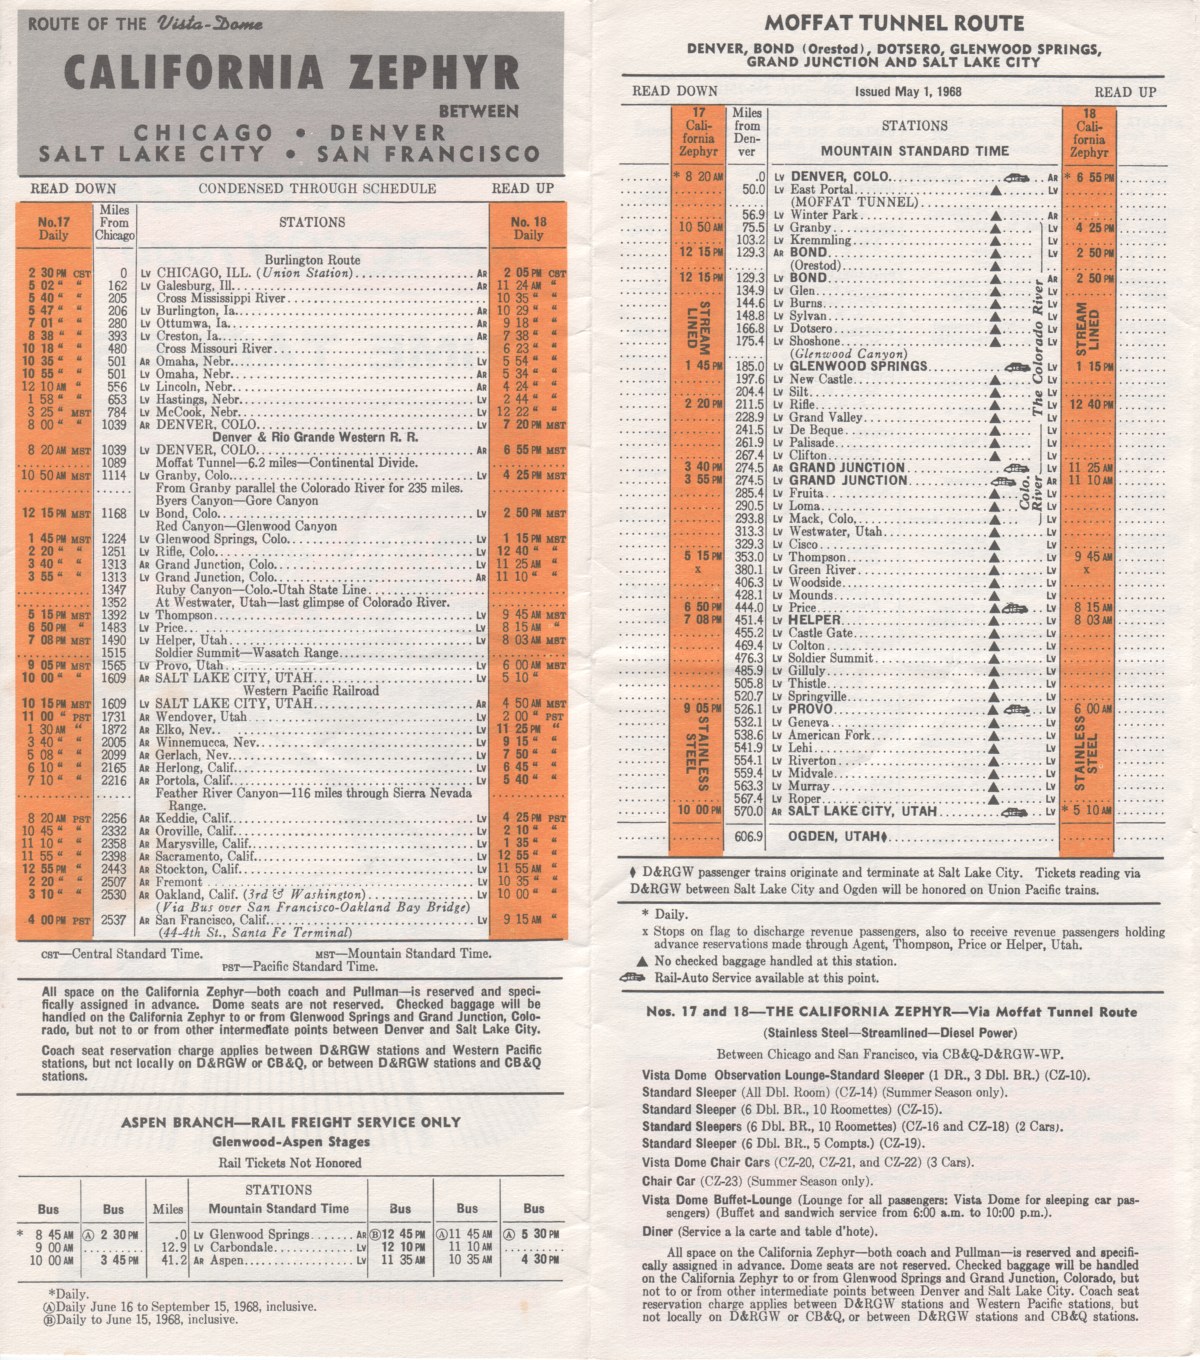 ROUTE OF THE Vista-Dome
CALIFORNIA ZEPHYR
BETWEEN
CHICAGO • DENVER
SALT LAKE CITY • SAN FRANCISCO
READ DOWN CONDENSED THROUGH SCHEDULE READ UP
No.17 Daily Miles From Chicago STATIONS No. 18 Daily
Burlington Route
2 30 PM CST 0 Lv CHICAGO, ILL. (Union Station) Ar 2 05 PM CST
5 02 " " 162 Lv Galesburg, Ill. Ar 11 24 AM "
5 40 " " 205 Cross Mississippi River 10 35 " "
5 47 " " 206 Lv Burlington, Ia. Ar 10 29 " "
7 01 " " 280 Lv Ottumwa, Ia. Ar 9 18 " "
8 38 " " 393 Lv Creston, Ia. Ar 7 38 " "
10 18 " " 480 Cross Missouri River 6 23 " "
10 35 " " 501 Ar Omaha, Nebr. Lv 5 54 " "
10 55 " " 501 Lv Omaha, Nebr. Ar 5 34 " "
12 10 AM " 556 Lv Lincoln, Nebr. Ar 4 24 " "
1 58 " " 653 Lv Hastings, Nebr. Lv 2 44 " "
3 25 " MST 784 Lv McCook, Nebr. Lv 12 22 " "
8 00 " " 1039 Ar DENVER, COLO. Lv 7 20 PM MST
Denver & Rio Grande Western R. R.
8 20 AM MST 1039 Lv DENVER, COLO. Ar 6 55 PM MST
1089 Moffat Tunnel—6.2 miles—Continental Divide.
10 50 AM MST 1114 Lv Granby, Colo. Lv 4 25 PM MST
From Granby parallel the Colorado River for 235 miles.
Byers Canyon—Gore Canyon
12 15 PM MST 1168 Lv Bond, Colo. Lv 2 50 PM MST
Red Canyon—Glenwood Canyon
1 45 PM MST 1224 Lv Glenwood Springs, Colo. Lv 1 15 PM MST
2 20 " " 1251 Lv Rifle, Colo. Lv 12 40 " "
3 40 " " 1313 Ar Grand Junction, Colo. Lv 11 25 AM "
3 55 " " 1313 Lv Grand Junction, Colo. Ar 11 10 " "
1347 Ruby Canyon—Colo.-Utah State Line
1352 At Westwater, Utah—last glimpse of Colorado River.
5 15 PM MST 1392 Lv Thompson Lv 9 45 AM MST
6 50 PM " 1483 Lv Price Lv 8 15 AM "
7 08 PM MST 1490 Lv Helper, Utah Lv 8 03 AM MST
1515 Soldier Summit—Wasatch Range
9 05 PM MST 1565 Lv Provo, Utah Lv 6 00 AM MST
10 00 " " 1609 Ar SALT LAKE CITY, UTAH Lv 5 10 "
Western Pacific Railroad
10 15 PM MST 1609 Lv SALT LAKE CITY, UTAH Ar 4 50 AM MST
11 00 " PST 1731 Ar Wendover, Utah Lv 2 00 " PST
1 30 AM " 1872 Ar Elko, Nev. Lv 11 25 PM "
3 40 " " 2005 Ar Winnemucca, Nev. Lv 9 15 " "
5 08 " " 2099 Ar Gerlach, Nev. Lv 7 50 " "
6 10 " " 2165 Ar Herlong, Calif. Lv 6 45 " "
7 10 " " 2216 Ar Portola, Calif. Lv 5 40 " "
Feather River Canyon—116 miles through Sierra Nevada
Range.
8 20 AM PST 2256 Ar Keddie, Calif. Lv 4 25 PM PST
10 45 " " 2332 Ar Oroville, Calif. Lv 2 10 " "
11 10 " " 2358 Ar Marysville, Calif. Lv 1 35 " "
11 55 " " 2398 Ar Sacramento, Calif. Lv 12 55 " "
12 55 PM " 2443 Ar Stockton, Calif. Lv 11 55 AM "
2 20 " " 2507 Ar Fremont Lv 10 35 " "
3 10 " " 2530 Ar Oakland, Calif. (3rd & Washington) Lv 10 00 " "
(Via Bus over San Francisco-Oakland Bay Bridge)
4 00 PM PST 2537 Ar San Francisco, Calif. Lv 9 15 AM "
(44-4th St., Santa Fe Terminal)
CST—Central Standard Time. MST—Mountain Standard Time.
PST—Pacific Standard Time.
All space on the California Zephyr—both coach and Pullman—is reserved and speci-
fically assigned in advance. Dome seats are not reserved. Checked baggage will be
handled on the California Zephyr to or from Glenwood Springs and Grand Junction, Colo-
rado, but not to or from other intermediate points between Denver and Salt Lake City.
Coach seat reservation charge applies between D&RGW stations and Western Pacific
stations, but not locally on D&RGW or CB&Q, or between D&RGW stations and CB&Q
stations.
ASPEN BRANCH—RAIL FREIGHT SERVICE ONLY
Glenwood-Aspen Stages
Rail Tickets Not Honored
Bus Bus Miles STATIONS Mountain Standard Time Bus Bus Bus
* 8 45 AM Ⓐ 2 30 PM .0 Lv Glenwood Springs Ar Ⓑ12 45 PM Ⓐ11 45 AM Ⓐ 5 30 PM
9 00 AM 12.9 Lv Carbondale Lv 12 10 PM 11 10 AM
10 00 AM 3 45 PM 41.2 Ar Aspen Lv 11 35 AM 10 35 AM 4 30 PM
*Daily.
ⒶDaily June 16 to September 15, 1968, inclusive.
ⒷDaily to June 15, 1968, inclusive.
MOFFAT TUNNEL ROUTE
DENVER, BOND (Orestod), DOTSERO, GLENWOOD SPRINGS,
GRAND JUNCTION AND SALT LAKE CITY
READ DOWN Issued May 1, 1968 READ UP
17 California Zephyr Miles from Denver STATIONS MOUNTAIN STANDARD TIME 18 California Zephyr
* 8 20 AM .0 Lv DENVER, COLO. Ar * 6 55 PM
50.0 Lv East Portal ▲ Lv
(MOFFAT TUNNEL)
56.9 Lv Winter Park ▲ Ar
10 50 AM 75.5 Lv Granby ▲ Lv 4 25 PM
103.2 Lv Kremmling ▲ Lv
12 15 PM 129.3 Ar BOND ▲ Lv 2 50 PM
(Orestod)
12 15 PM 129.3 Lv BOND ▲ Ar 2 50 PM
134.9 Lv Glen ▲ Lv
144.6 Lv Burns ▲ Lv
148.8 Lv Sylvan ▲ Lv
166.8 Lv Dotsero ▲ Lv
175.4 Lv Shoshone ▲ Lv
(Glenwood Canyon)
STREAM LINED
The Colorado River
STREAM LINED
1 45 PM 185.0 Lv GLENWOOD SPRINGS Lv 1 15 PM
197.6 Lv New Castle ▲ Lv
204.4 Lv Silt ▲ Lv
2 20 PM 211.5 Lv Rifle ▲ Lv 12 40 PM
228.9 Lv Grand Valley ▲ Lv
241.5 Lv De Beque ▲ Lv
261.9 Lv Palisade ▲ Lv
267.4 Lv Clifton ▲ Lv
3 40 PM 274.5 Ar GRAND JUNCTION Lv 11 25 AM
3 55 PM 274.5 Lv GRAND JUNCTION Ar 11 10 AM
285.4 Lv Fruita ▲ Lv
290.5 Lv Loma ▲ Lv
293.8 Lv Mack, Colo. ▲ Lv
Colo. River
313.3 Lv Westwater, Utah ▲ Lv
329.3 Lv Cisco ▲ Lv
5 15 PM 353.0 Lv Thompson ▲ Lv 9 45 AM
x 380.1 Lv Green River ▲ Lv x
406.3 Lv Woodside ▲ Lv
428.1 Lv Mounds ▲ Lv
6 50 PM 444.0 Lv Price ▲ Lv 8 15 AM
7 08 PM 451.4 Lv HELPER ▲ Lv 8 03 AM
455.2 Lv Castle Gate ▲ Lv
469.4 Lv Colton ▲ Lv
476.3 Lv Soldier Summit ▲ Lv
485.9 Lv Gilluly ▲ Lv
505.8 Lv Thistle ▲ Lv
520.7 Lv Springville ▲ Lv
9 05 PM 526.1 Lv PROVO ▲ Lv 6 00 AM
532.1 Lv Geneva ▲ Lv
538.6 Lv American Fork ▲ Lv
541.9 Lv Lehi ▲ Lv
554.1 Lv Riverton ▲ Lv
559.4 Lv Midvale ▲ Lv
563.3 Lv Murray ▲ Lv
567.4 Lv Roper ▲ Lv
STAINLESS STEEL
STAINLESS STEEL
10 00 PM 570.0 Ar SALT LAKE CITY, UTAH Lv * 5 10 AM
606.9 OGDEN, UTAH♦
♦ D&RGW passenger trains originate and terminate at Salt Lake City. Tickets reading via
D&RGW between Salt Lake City and Ogden will be honored on Union Pacific trains.
* Daily.
x Stops on flag to discharge revenue passengers, also to receive revenue passengers holding
advance reservations made through Agent, Thompson, Price or Helper, Utah.
▲ No checked baggage handled at this station.
Rail-Auto Service available at this point.
Nos. 17 and 18—THE CALIFORNIA ZEPHYR—Via Moffat Tunnel Route
(Stainless Steel—Streamlined—Diesel Power)
Between Chicago and San Francisco, via CB&Q-D&RGW-WP.
Vista Dome Observation Lounge-Standard Sleeper (1 DR., 3 Dbl. BR.) (CZ-10).
Standard Sleeper (All Dbl. Room) (CZ-14) (Summer Season only).
Standard Sleeper (6 Dbl. BR., 10 Roomettes) (CZ-15).
Standard Sleepers (6 Dbl. BR., 10 Roomettes) (CZ-16 and CZ-18) (2 Cars).
Standard Sleeper (6 Dbl. BR., 5 Compts.) (CZ-19).
Vista Dome Chair Cars (CZ-20, CZ-21, and CZ-22) (3 Cars).
Chair Car (CZ-23) (Summer Season only).
Vista Dome Buffet-Lounge (Lounge for all passengers; Vista Dome for sleeping car pas-
sengers) (Buffet and sandwich service from 6:00 a.m. to 10:00 p.m.).
Diner (Service a la carte and table d'hote).
All space on the California Zephyr—both coach and Pullman—is reserved and specifi-
cally assigned in advance. Dome seats are not reserved. Checked baggage will be handled
on the California Zephyr to or from Glenwood Springs and Grand Junction, Colorado, but
not to or from other intermediate points between Denver and Salt Lake City. Coach seat
reservation charge applies between D&RGW stations and Western Pacific stations, but
not locally on D&RGW or CB&Q, or between D&RGW stations and CB&Q stations.